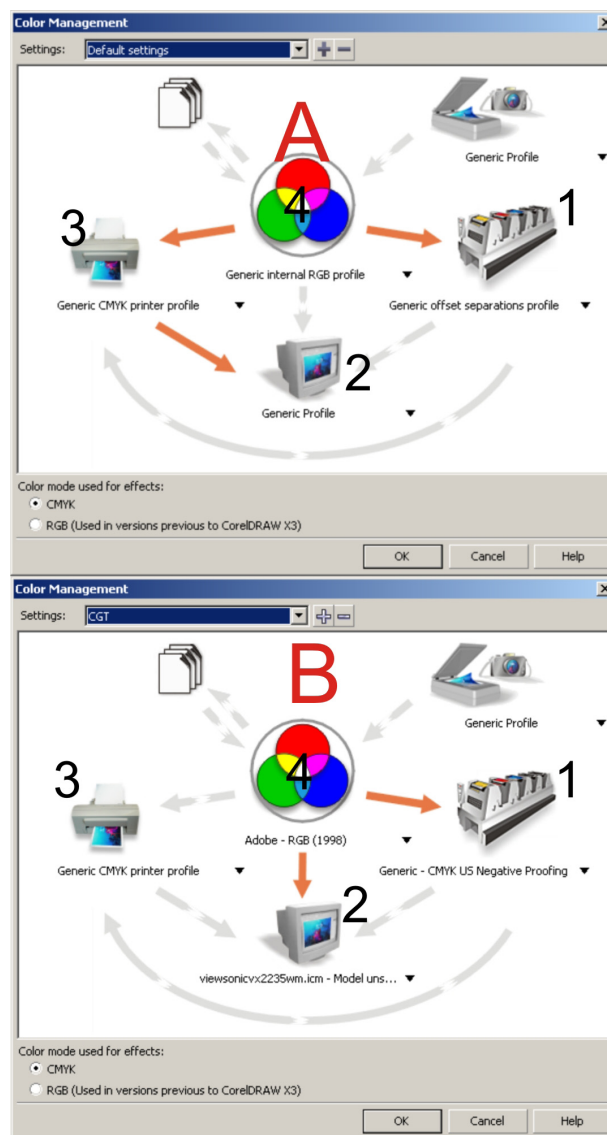 Color Management
Settings: Default settings
A
Generic Profile
3
4
1
Generic internal RGB profile
Generic CMYK printer profile
Generic offset separations profile
2
Generic Profile
Color mode used for effects:
CMYK
RGB (Used in versions previous to CorelDRAW X3)
OK Cancel Help
Color Management
Settings: CGT
B
Generic Profile
3
4
1
Adobe - RGB (1998)
Generic CMYK printer profile
Generic - CMYK US Negative Proofing
2
viewsonicvx2235wm.icm - Model uns...
Color mode used for effects:
CMYK
RGB (Used in versions previous to CorelDRAW X3)
OK Cancel Help